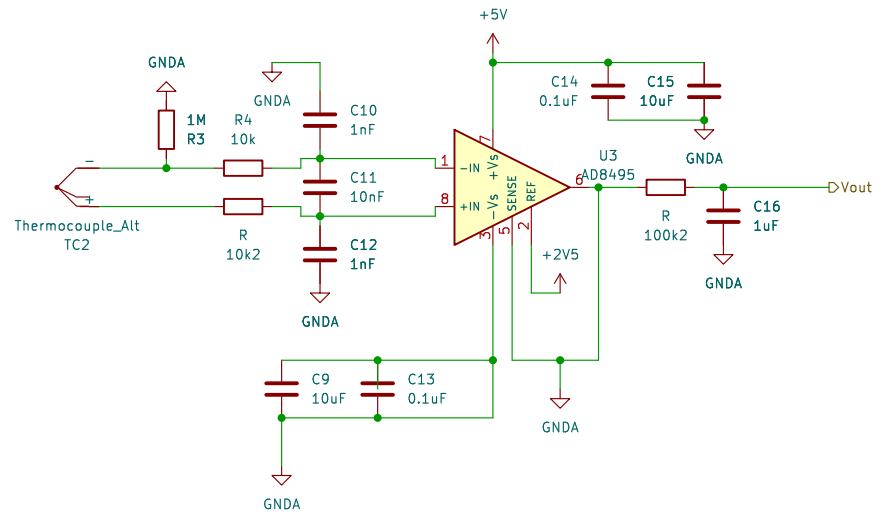 +5V
GNDA
C14
0.1uF
C15
10uF
GNDA
1M
R3
R4
10k
C10
1nF
GNDA
U3
AD8495
−
+
Thermocouple_Alt
TC2
R
10k2
C11
10nF
1
8
−IN
+IN
7
+Vs
−Vs
3
SENSE
5
REF
2
6
R
100k2
Vout
C16
1uF
GNDA
C12
1nF
GNDA
+2V5
C9
10uF
C13
0.1uF
GNDA
GNDA